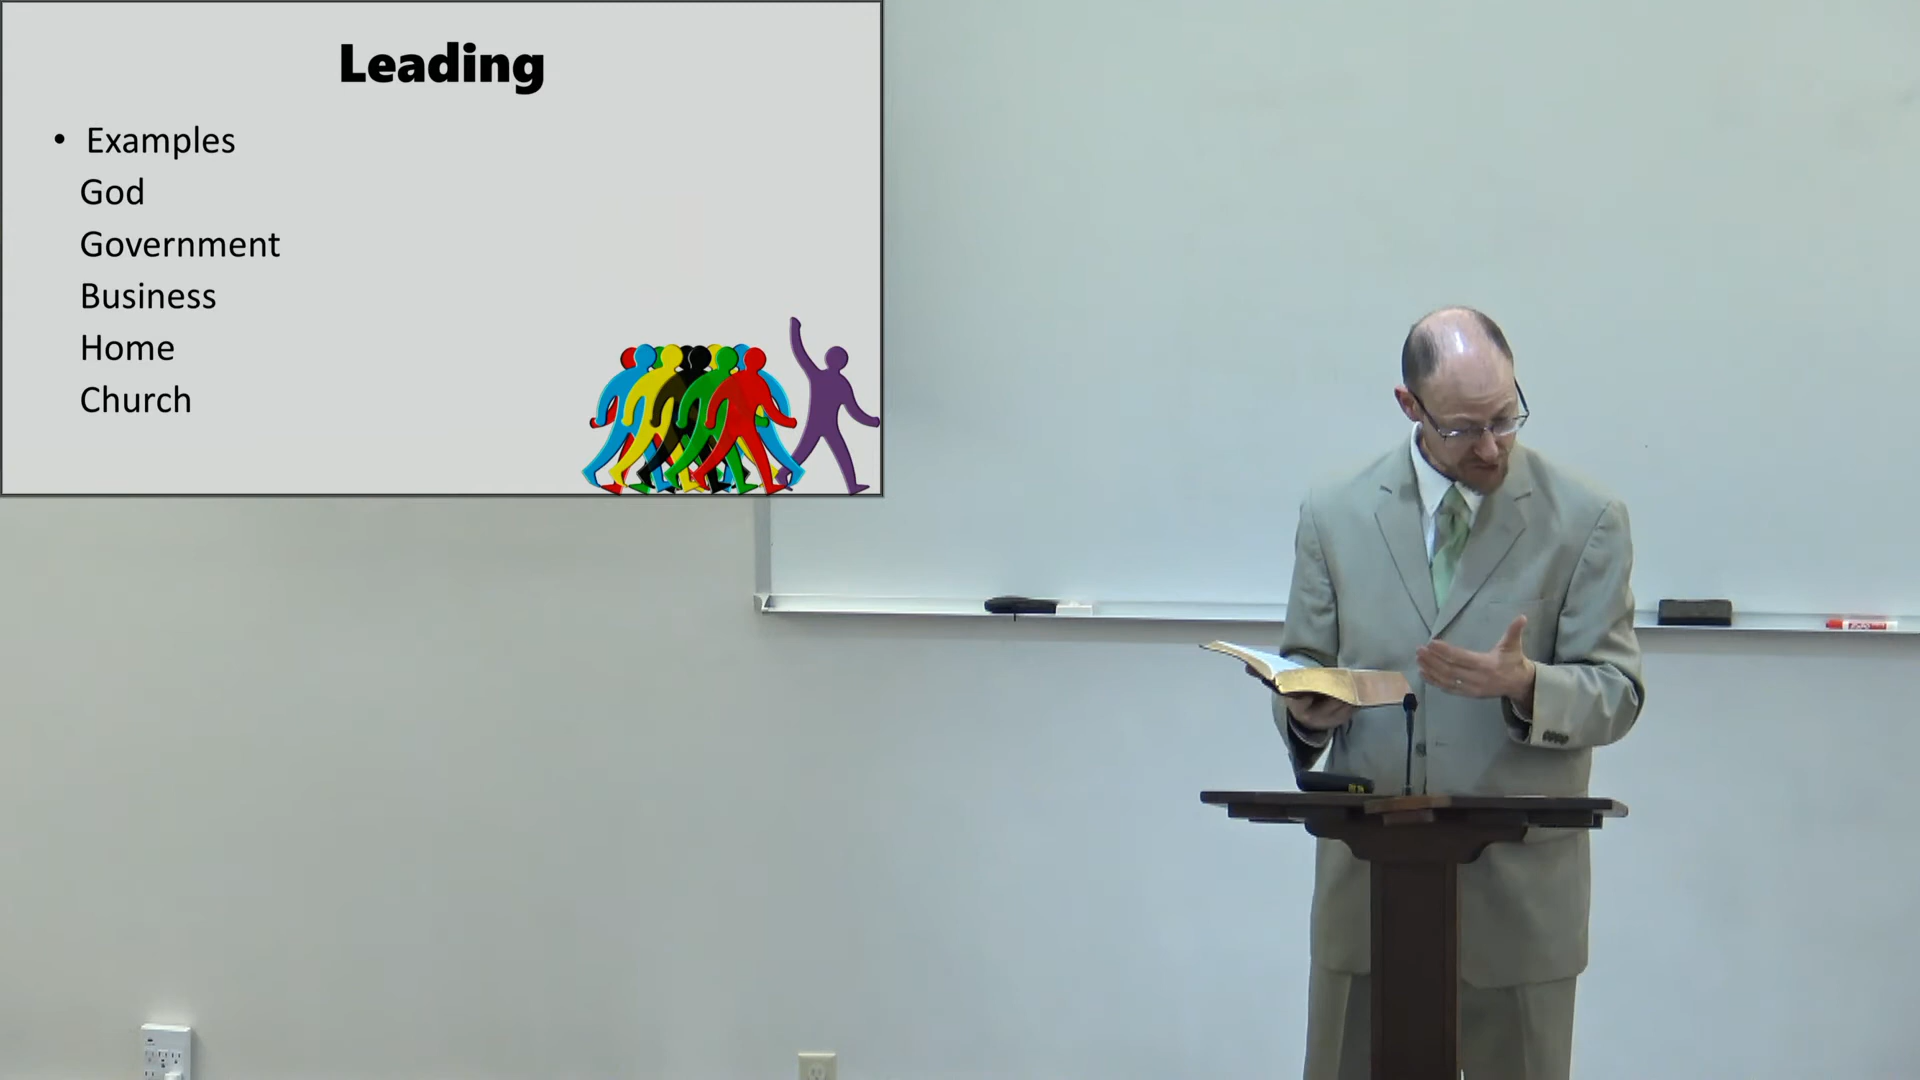 Leading
• Examples
God
Government
Business
Home
Church